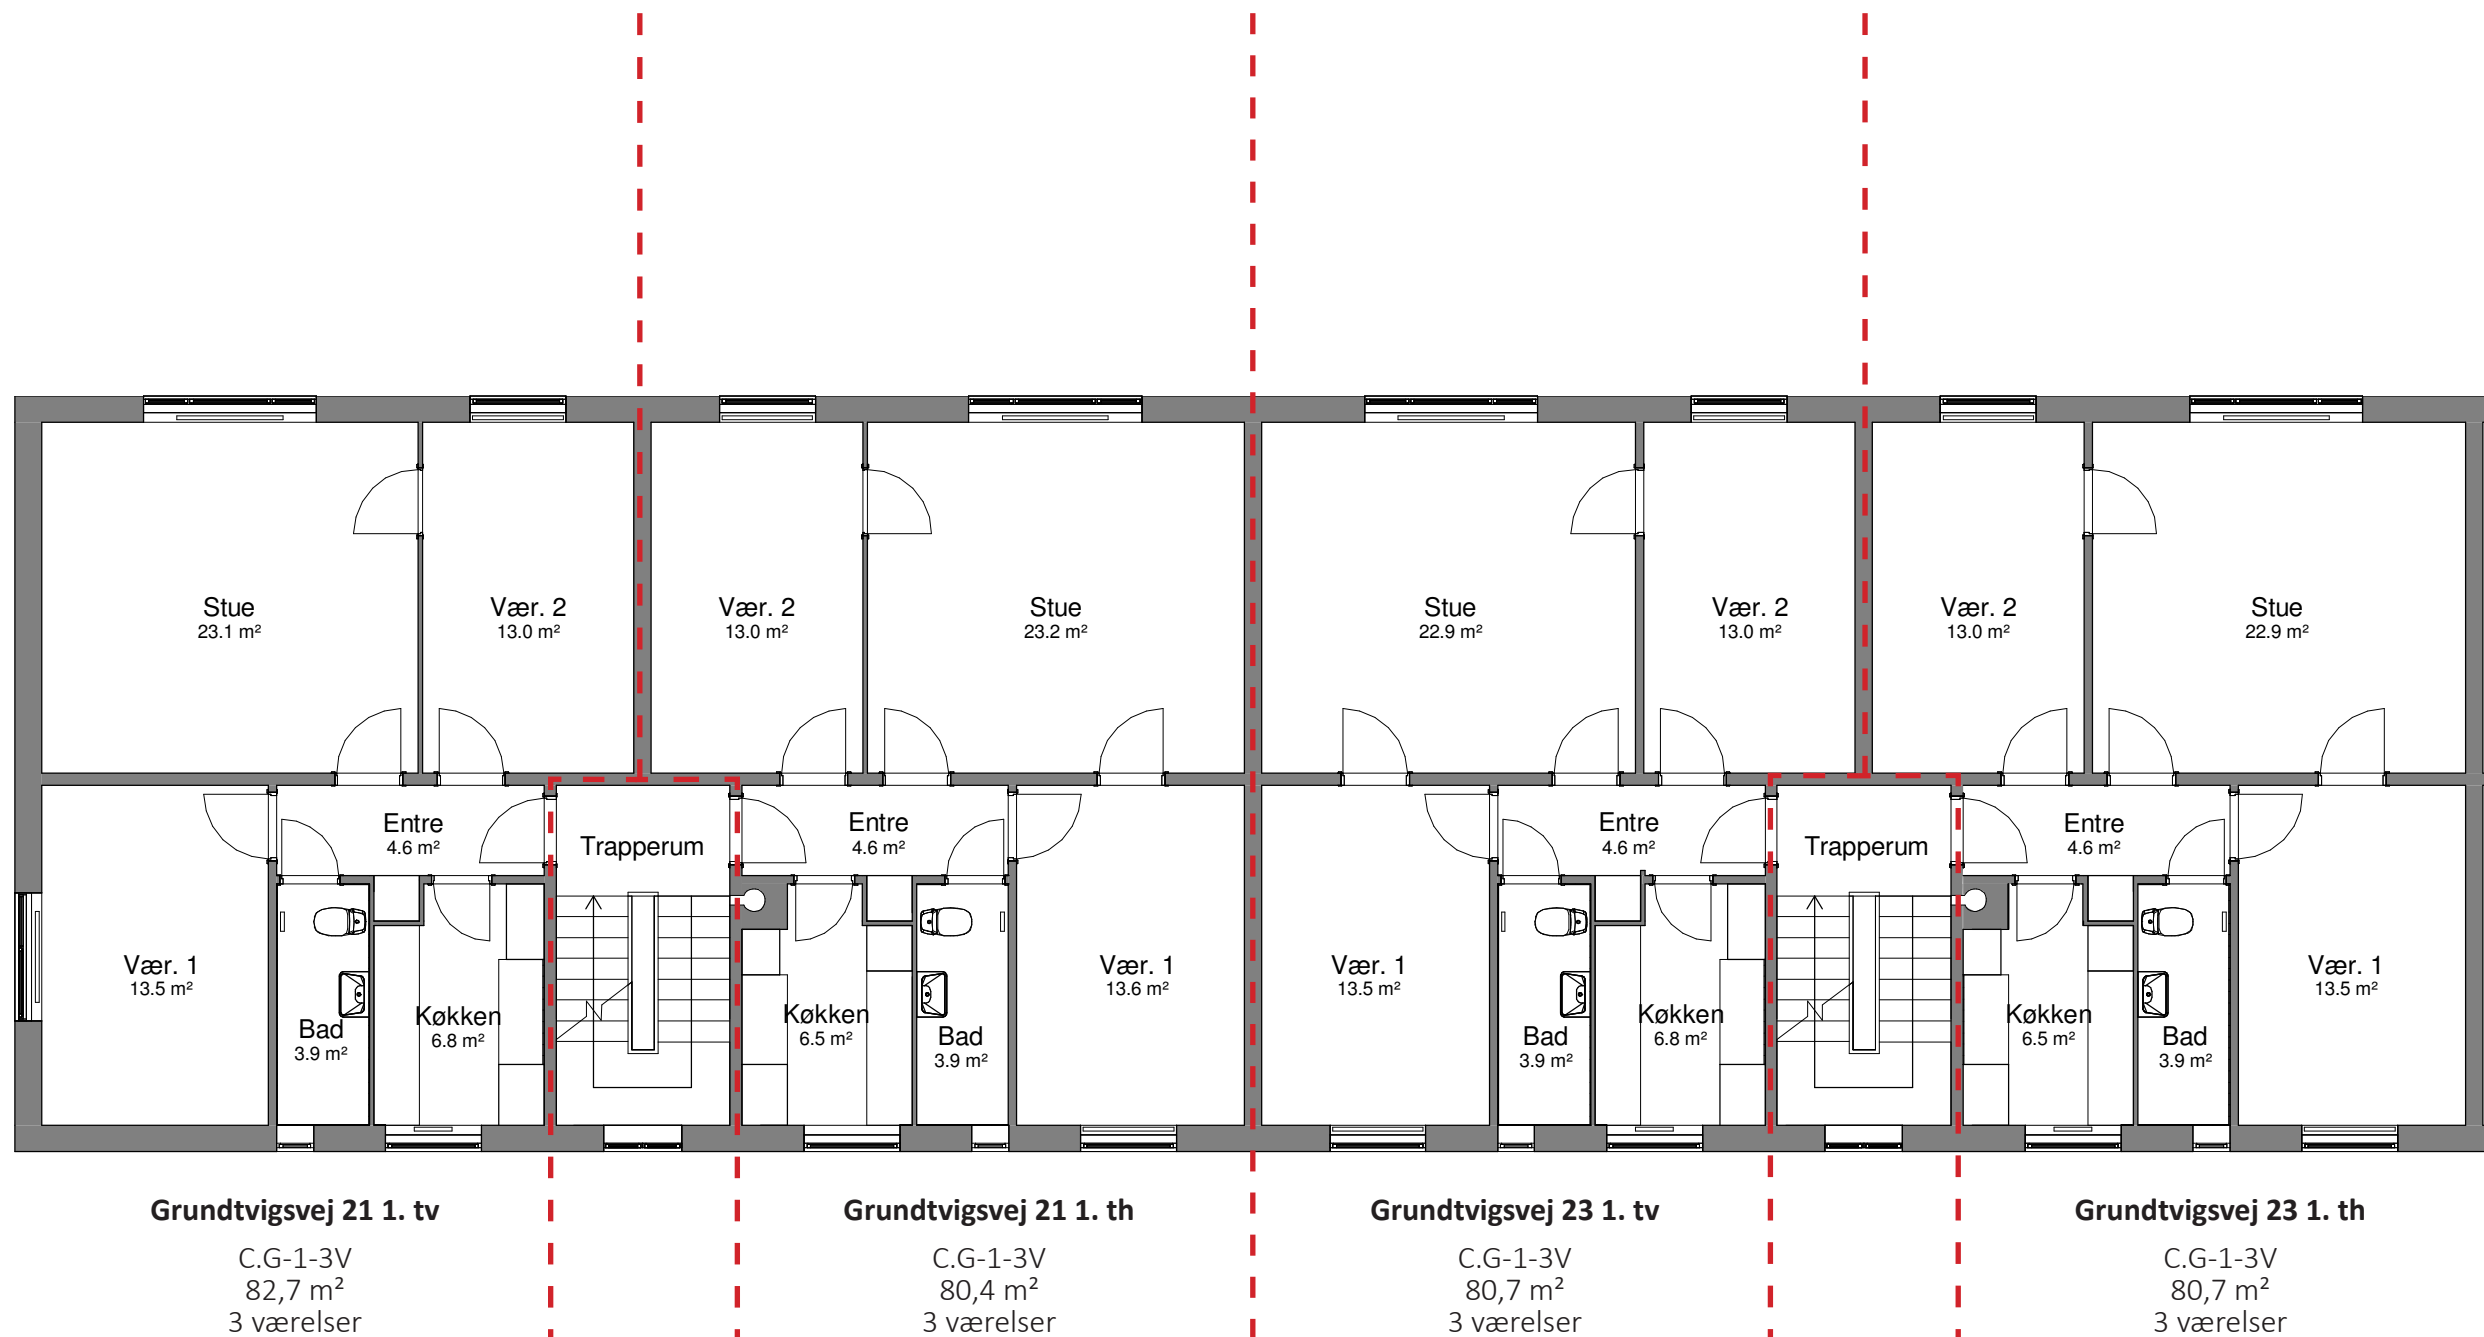 Stue
23.1 m²
Vær. 2
13.0 m²
Vær. 2
13.0 m²
Stue
23.2 m²
Stue
22.9 m²
Vær. 2
13.0 m²
Vær. 2
13.0 m²
Stue
22.9 m²
Entre
4.6 m²
Trapperum
Entre
4.6 m²
Entre
4.6 m²
Trapperum
Entre
4.6 m²
Vær. 1
13.5 m²
Bad
3.9 m²
Køkken
6.8 m²
Køkken
6.5 m²
Bad
3.9 m²
Vær. 1
13.6 m²
Vær. 1
13.5 m²
Bad
3.9 m²
Køkken
6.8 m²
Køkken
6.5 m²
Bad
3.9 m²
Vær. 1
13.5 m²
Grundtvigsvej 21 1. tv
C.G-1-3V
82,7 m²
3 værelser
Grundtvigsvej 21 1. th
C.G-1-3V
80,4 m²
3 værelser
Grundtvigsvej 23 1. tv
C.G-1-3V
80,7 m²
3 værelser
Grundtvigsvej 23 1. th
C.G-1-3V
80,7 m²
3 værelser